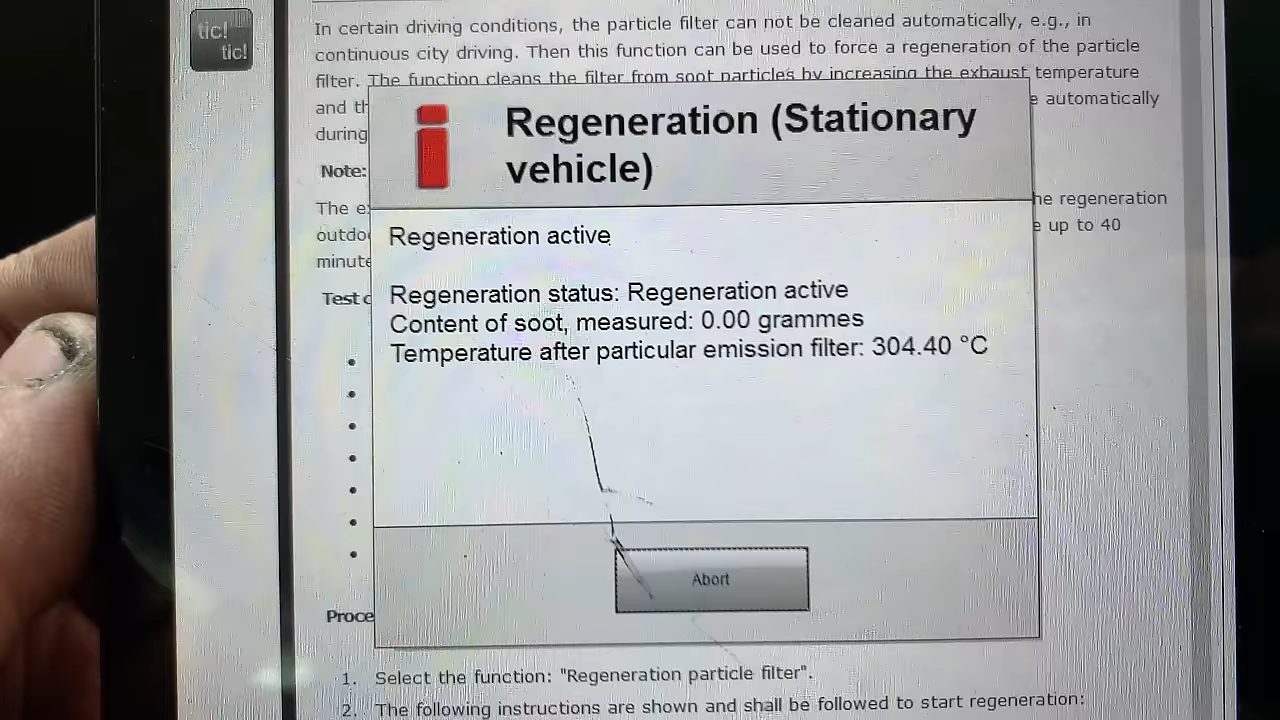 tic!
tic!
In certain driving conditions, the particle filter can not be cleaned automatically, e.g., in
continuous city driving. Then this function can be used to force a regeneration of the particle
filter. The function cleans the filter from soot particles by increasing the exhaust temperature
and th
e automatically
during
Regeneration (Stationary
vehicle)
Note:
The e
he regeneration
outdo
e up to 40
minute
Regeneration active
Test c
Regeneration status: Regeneration active
Content of soot, measured: 0.00 grammes
Temperature after particular emission filter: 304.40 °C
Abort
Proce
1. Select the function: "Regeneration particle filter".
2. The following instructions are shown and shall be followed to start regeneration: